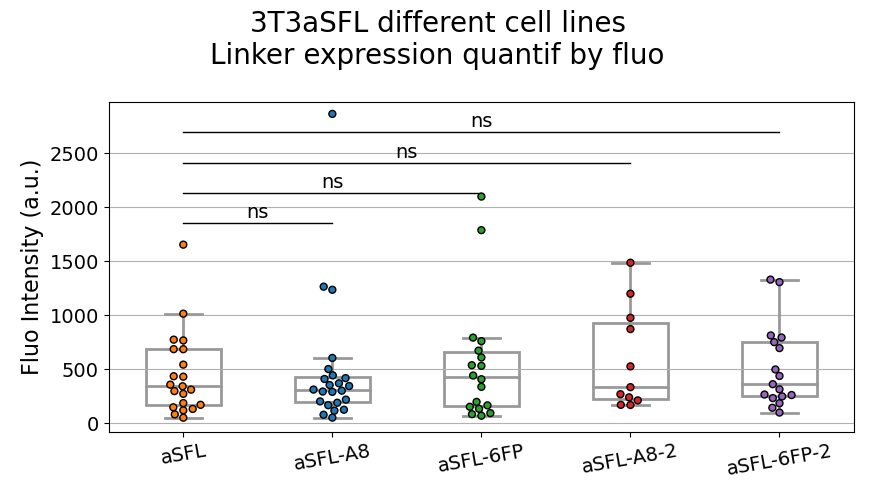 3T3aSFL different cell lines
Linker expression quantif by fluo
Fluo Intensity (a.u.)
2500
2000
1500
1000
500
0
ns
ns
ns
ns
aSFL
aSFL-A8
aSFL-6FP
aSFL-A8-2
aSFL-6FP-2